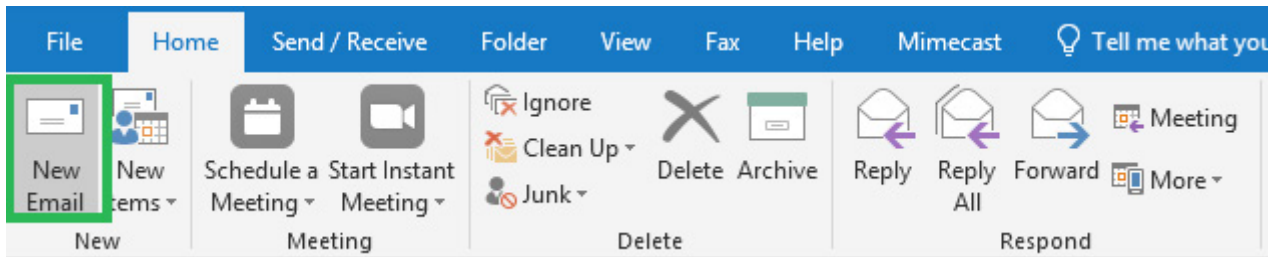 File Home Send / Receive Folder View Fax Help Mimecast Tell me what you
Ignore
Clean Up
Junk
Meeting
More
New Email
New
Schedule a Meeting
Start Instant Meeting
Delete
Archive
Reply
Reply All
Forward
New Meeting Delete Respond